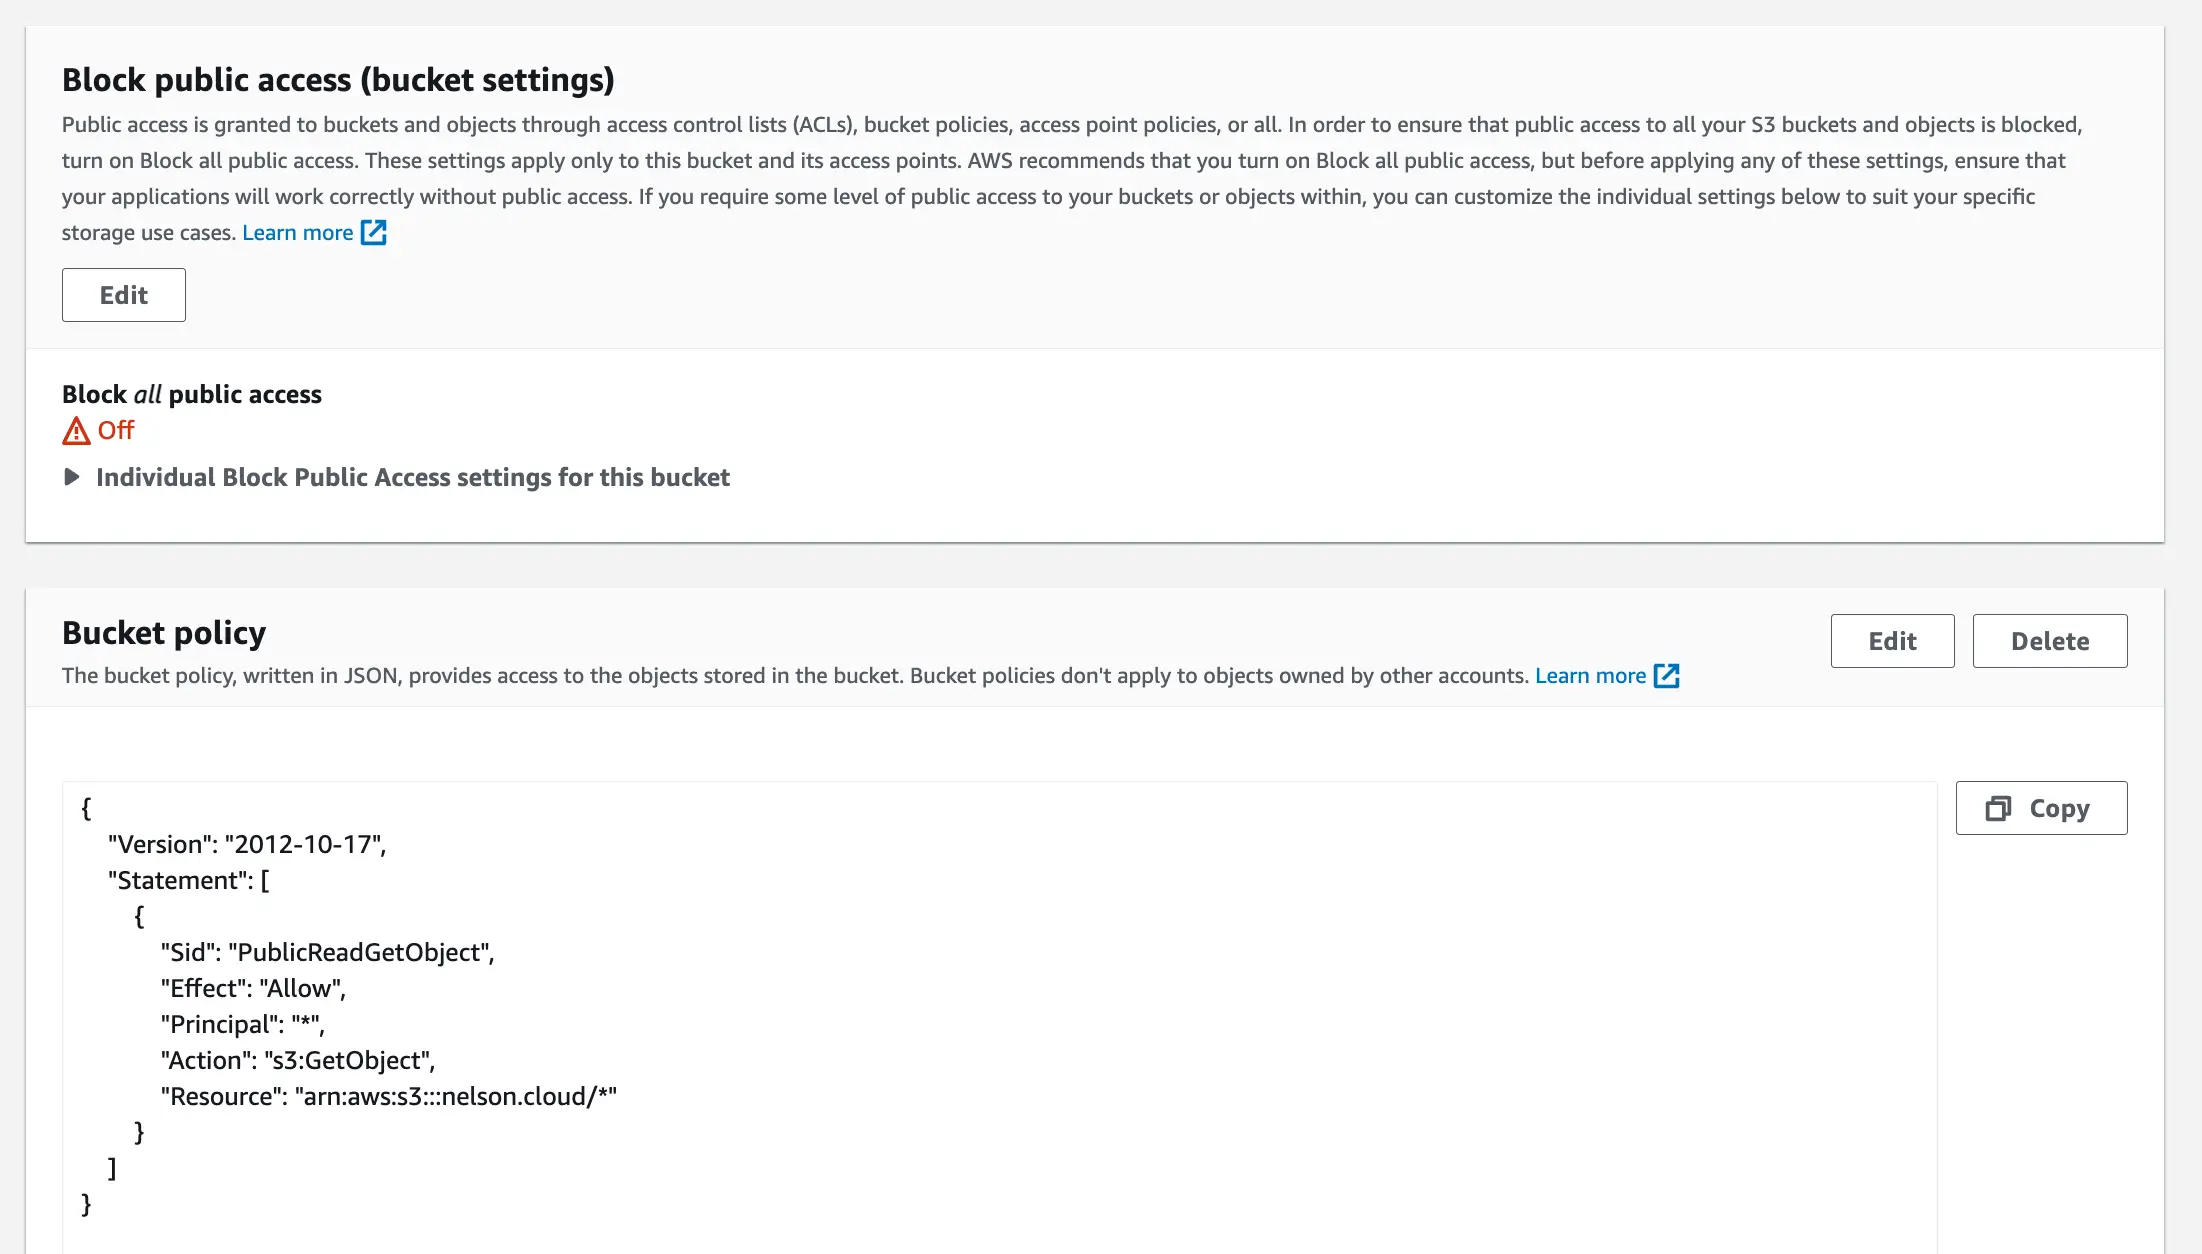 Block public access (bucket settings)
Public access is granted to buckets and objects through access control lists (ACLs), bucket policies, access point policies, or all. In order to ensure that public access to all your S3 buckets and objects is blocked,
turn on Block all public access. These settings apply only to this bucket and its access points. AWS recommends that you turn on Block all public access, but before applying any of these settings, ensure that
your applications will work correctly without public access. If you require some level of public access to your buckets or objects within, you can customize the individual settings below to suit your specific
storage use cases. Learn more
Edit
Block all public access
Off
Individual Block Public Access settings for this bucket
Bucket policy
Edit
Delete
The bucket policy, written in JSON, provides access to the objects stored in the bucket. Bucket policies don't apply to objects owned by other accounts. Learn more
Copy
{
    "Version": "2012-10-17",
    "Statement": [
        {
            "Sid": "PublicReadGetObject",
            "Effect": "Allow",
            "Principal": "*",
            "Action": "s3:GetObject",
            "Resource": "arn:aws:s3:::nelson.cloud/*"
        }
    ]
}